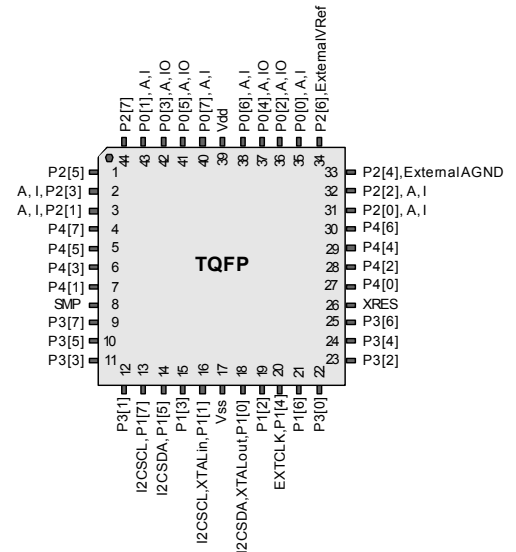 P2[7]
P0[1], A, I
P0[3], A, IO
P0[5], A, IO
P0[7], A, I
Vdd
P0[6], A, I
P0[4], A, IO
P0[2], A, IO
P0[0], A, I
P2[6], ExternalVRef
44 43 42 41 40 39 38 37 36 35 34
P2[5] 1
A, I, P2[3] 2
A, I, P2[1] 3
P4[7] 4
P4[5] 5
P4[3] 6
P4[1] 7
SMP 8
P3[7] 9
P3[5] 10
P3[3] 11
TQFP
33 P2[4], ExternalAGND
32 P2[2], A, I
31 P2[0], A, I
30 P4[6]
29 P4[4]
28 P4[2]
27 P4[0]
26 XRES
25 P3[6]
24 P3[4]
23 P3[2]
12 13 14 15 16 17 18 19 20 21 22
P3[1]
I2CSCL, P1[7]
I2CSDA, P1[5]
P1[3]
I2CSCL, XTALin, P1[1]
Vss
I2CSDA, XTALout, P1[0]
P1[2]
EXTCLK, P1[4]
P1[6]
P3[0]